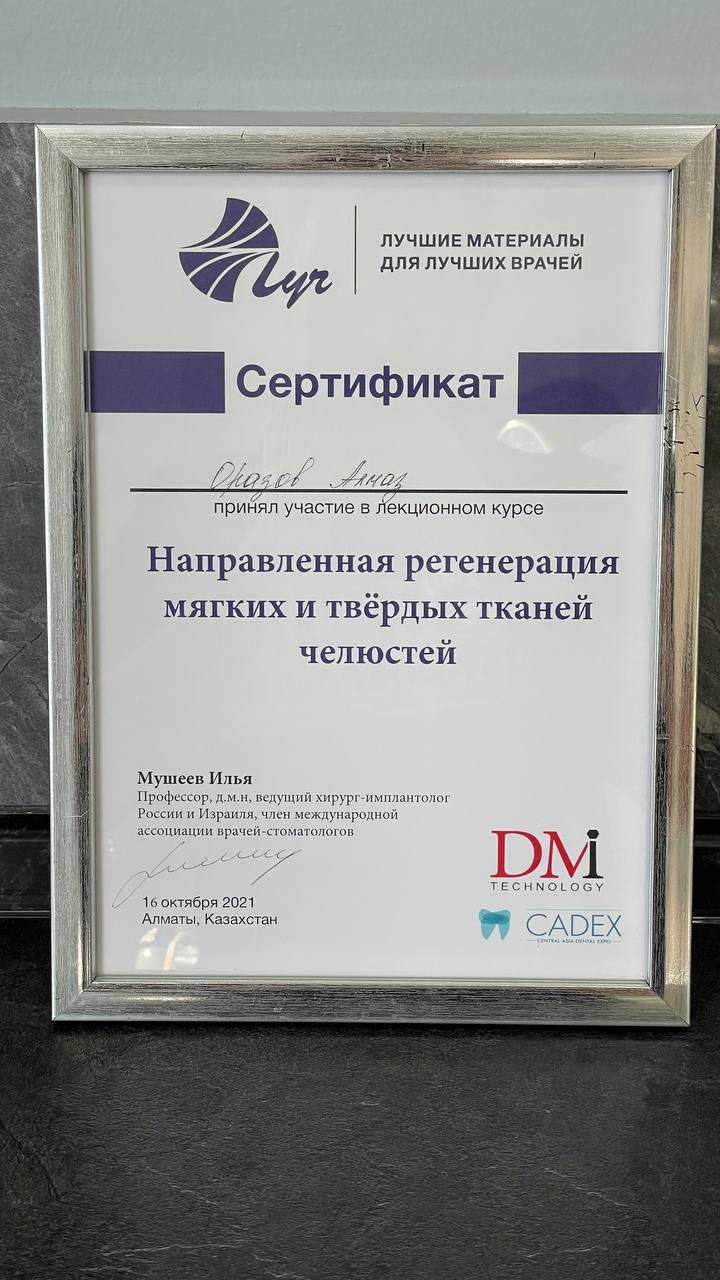 Луч
ЛУЧШИЕ МАТЕРИАЛЫ
ДЛЯ ЛУЧШИХ ВРАЧЕЙ
Сертификат
Оразов Алмаз
принял участие в лекционном курсе
Направленная регенерация
мягких и твёрдых тканей
челюстей
Мушеев Илья
Профессор, д.м.н, ведущий хирург-имплантолог
России и Израиля, член международной
ассоциации врачей-стоматологов
16 октября 2021
Алматы, Казахстан
DMi
TECHNOLOGY
CADEX
CENTRAL ASIA DENTAL EXPO